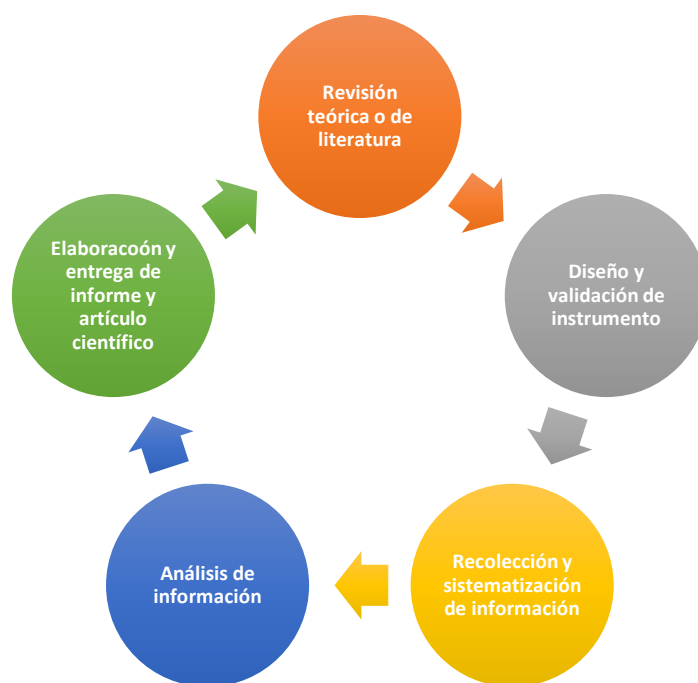 Revisión
teórica o de
literatura
Diseño y
validación de
instrumento
Recolección y
sistematización
de información
Análisis de
información
Elaboracoón y
entrega de
informe y
artículo
científico